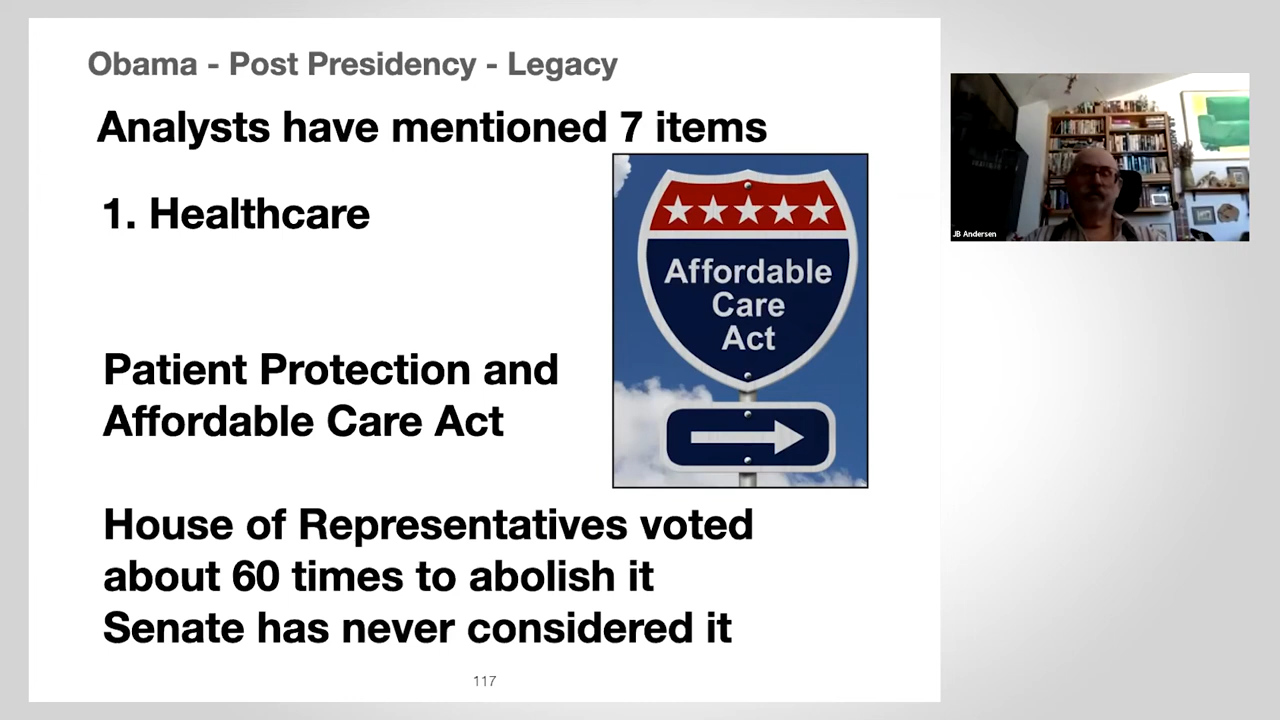 Obama - Post Presidency - Legacy
Analysts have mentioned 7 items
1. Healthcare
Affordable
Care
Act
Patient Protection and
Affordable Care Act
House of Representatives voted
about 60 times to abolish it
Senate has never considered it
117
JB Andersen